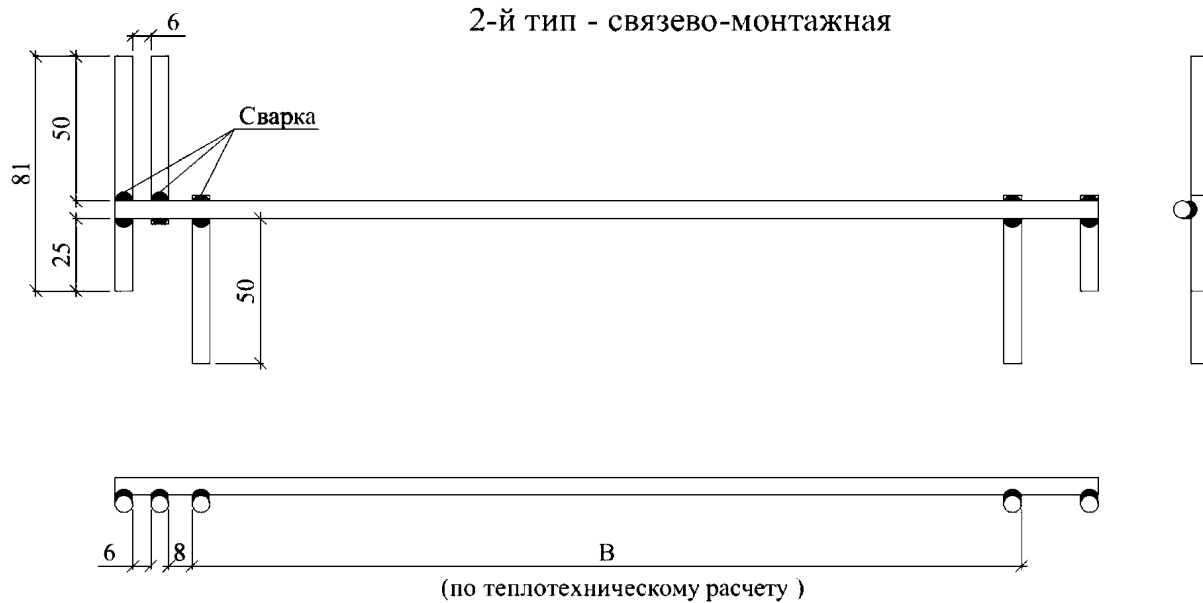 2-й тип - связево-монтажная
6
Сварка
50
81
25
50
6
8
В
(по теплотехническому расчету )